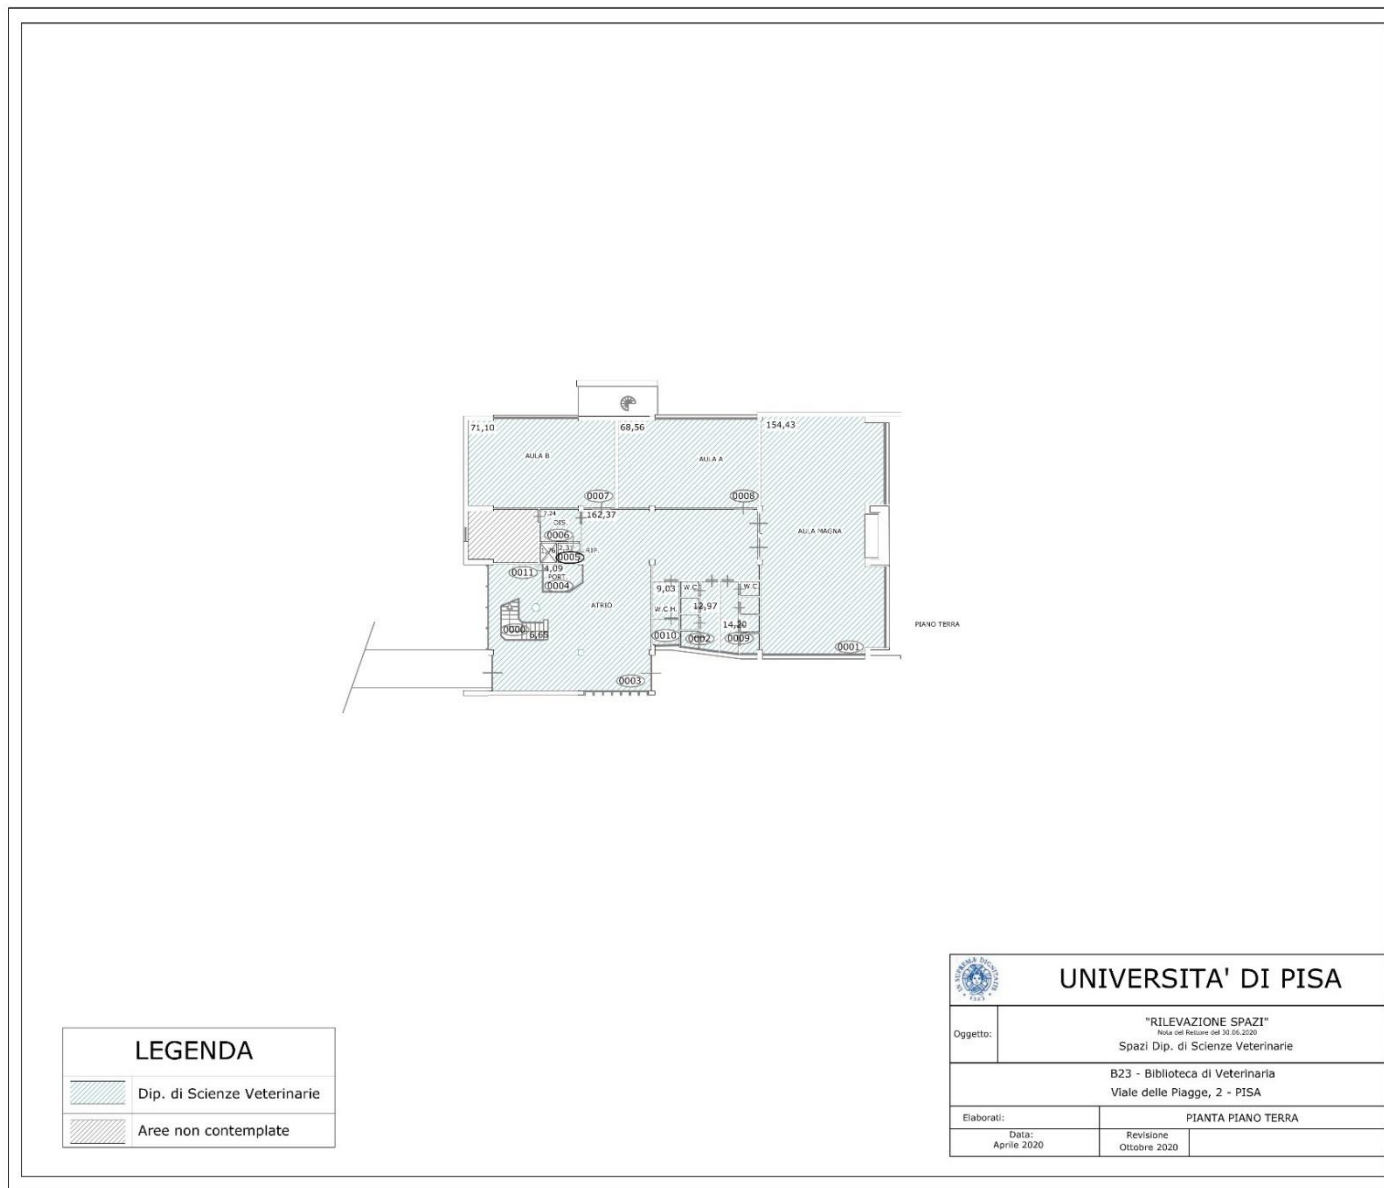 71,10
68,56
154,43
AULA B
AULA A
0007
0008
7,24
162,37
DIS.
0006
AULA MAGNA
RIP.
0005
0011
4,09
PORT.
0004
9,03
W.C.
W.C.
ATRIO
W.C.H.
14,20
0000
0010
0002
0009
PIANO TERRA
0001
0003
UNIVERSITA' DI PISA
Oggetto:
"RILEVAZIONE SPAZI"
Nota del Rettore del 30.06.2020
Spazi Dip. di Scienze Veterinarie
B23 - Biblioteca di Veterinaria
Viale delle Piagge, 2 - PISA
Elaborati:
PIANTA PIANO TERRA
Data:
Aprile 2020
Revisione
Ottobre 2020
LEGENDA
Dip. di Scienze Veterinarie
Aree non contemplate